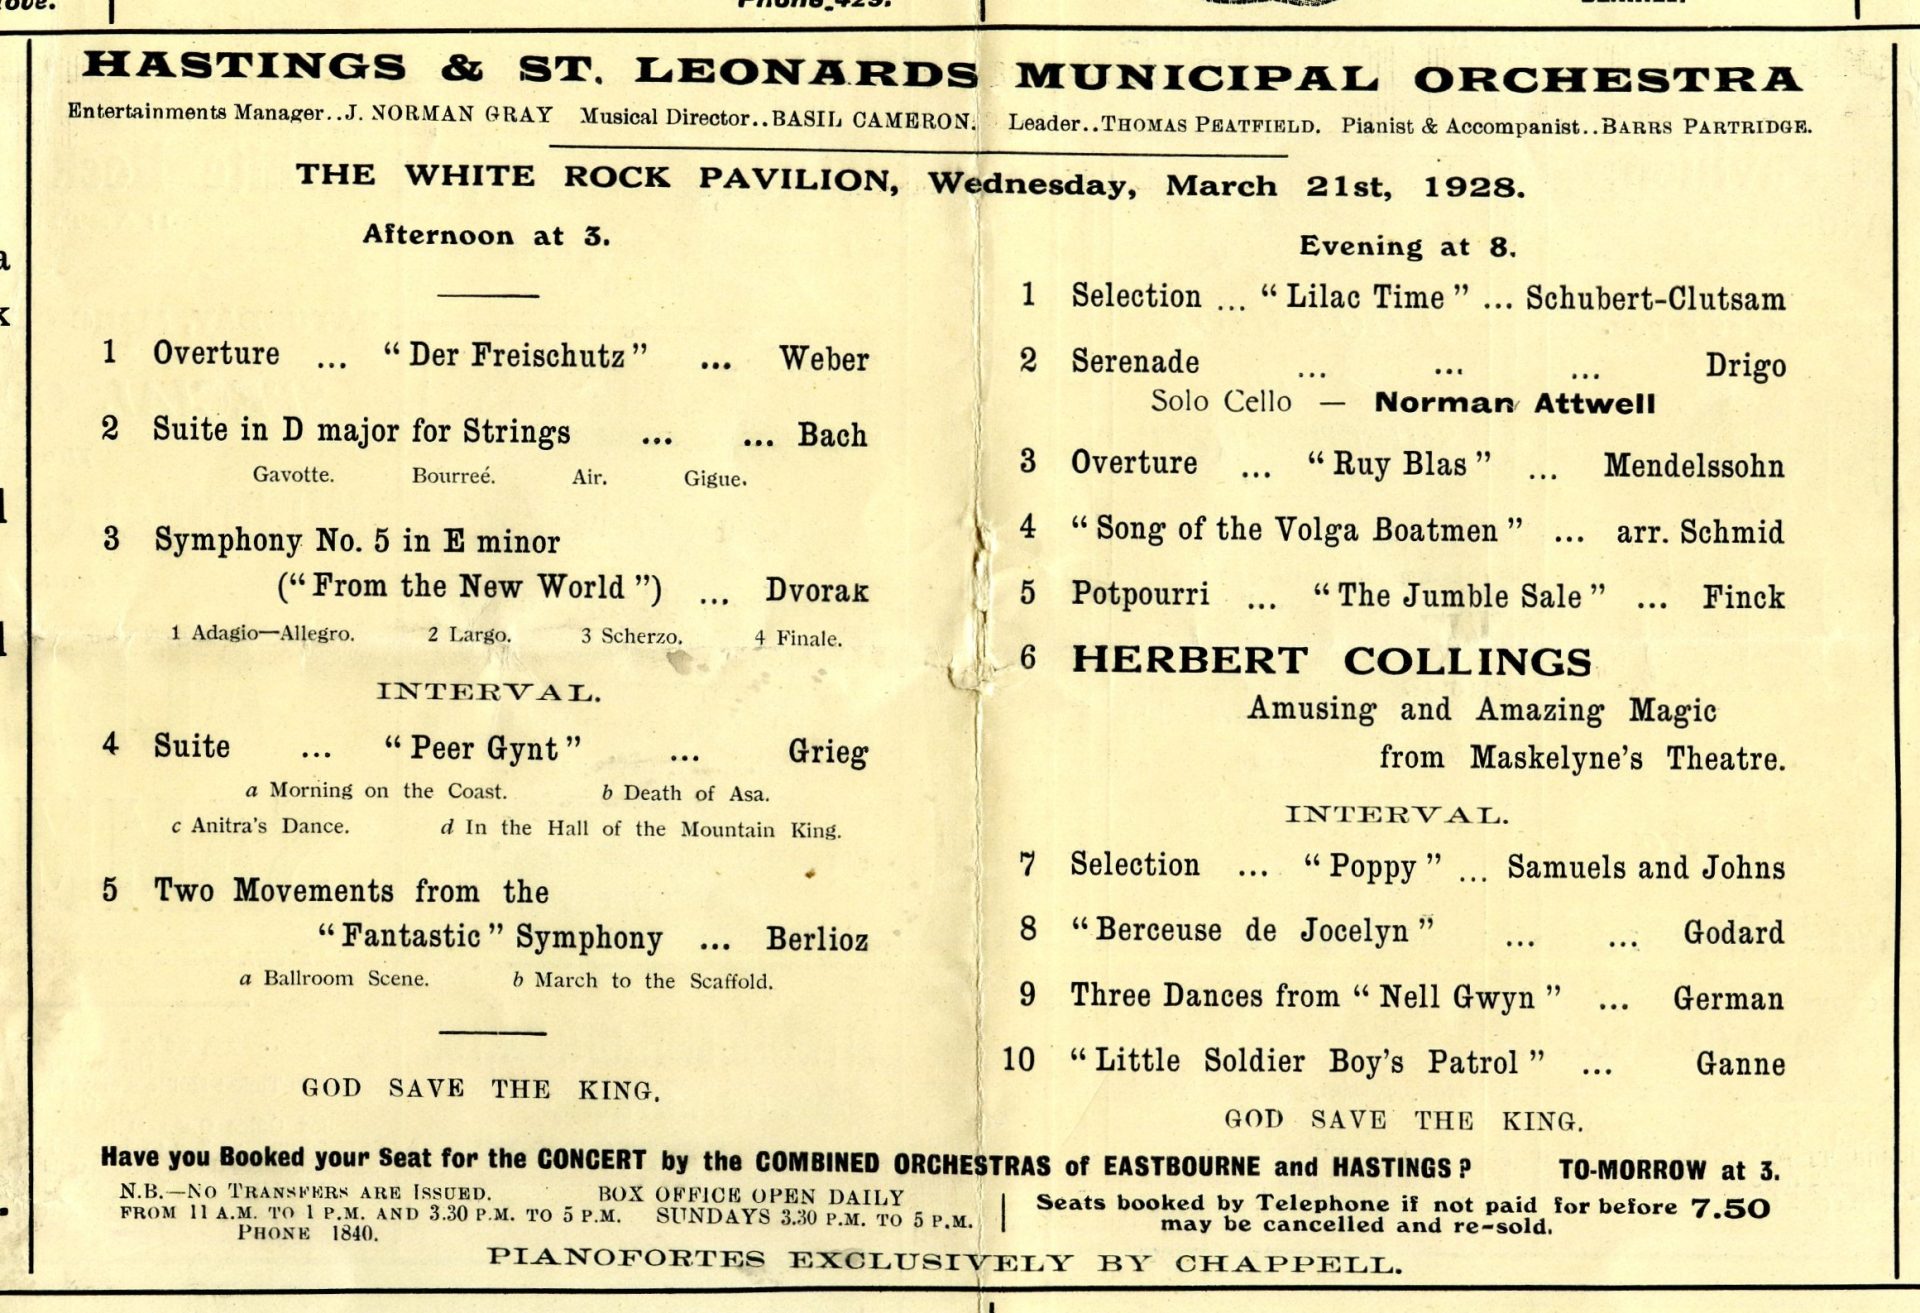 Phone 429.
HASTINGS & ST. LEONARDS MUNICIPAL ORCHESTRA
Entertainments Manager..J. NORMAN GRAY Musical Director..BASIL CAMERON. Leader..THOMAS PEATFIELD. Pianist & Accompanist..BARRS PARTRIDGE.
THE WHITE ROCK PAVILION, Wednesday, March 21st, 1928.
Afternoon at 3.
1 Overture ... "Der Freischutz" ... Weber
2 Suite in D major for Strings ... ... Bach
Gavotte. Bourreé. Air. Gigue.
3 Symphony No. 5 in E minor
("From the New World") ... Dvorak
1 Adagio—Allegro. 2 Largo. 3 Scherzo. 4 Finale.
INTERVAL.
4 Suite ... "Peer Gynt" ... Grieg
a Morning on the Coast. b Death of Asa.
c Anitra's Dance. d In the Hall of the Mountain King.
5 Two Movements from the
"Fantastic" Symphony ... Berlioz
a Ballroom Scene. b March to the Scaffold.
GOD SAVE THE KING.
Evening at 8.
1 Selection ... "Lilac Time" ... Schubert-Clutsam
2 Serenade ... ... ... Drigo
Solo Cello — Norman Attwell
3 Overture ... "Ruy Blas" ... Mendelssohn
4 "Song of the Volga Boatmen" ... arr. Schmid
5 Potpourri ... "The Jumble Sale" ... Finck
6 HERBERT COLLINGS
Amusing and Amazing Magic
from Maskelyne's Theatre.
INTERVAL.
7 Selection ... "Poppy" ... Samuels and Johns
8 "Berceuse de Jocelyn" ... ... Godard
9 Three Dances from "Nell Gwyn" ... German
10 "Little Soldier Boy's Patrol" ... Ganne
GOD SAVE THE KING.
Have you Booked your Seat for the CONCERT by the COMBINED ORCHESTRAS of EASTBOURNE and HASTINGS? TO-MORROW at 3.
N.B.—NO TRANSFERS ARE ISSUED. BOX OFFICE OPEN DAILY
FROM 11 A.M. TO 1 P.M. AND 3.30 P.M. TO 5 P.M. SUNDAYS 3.30 P.M. TO 5 P.M.
PHONE 1840.
Seats booked by Telephone if not paid for before 7.50
may be cancelled and re-sold.
PIANOFORTES EXCLUSIVELY BY CHAPPELL.